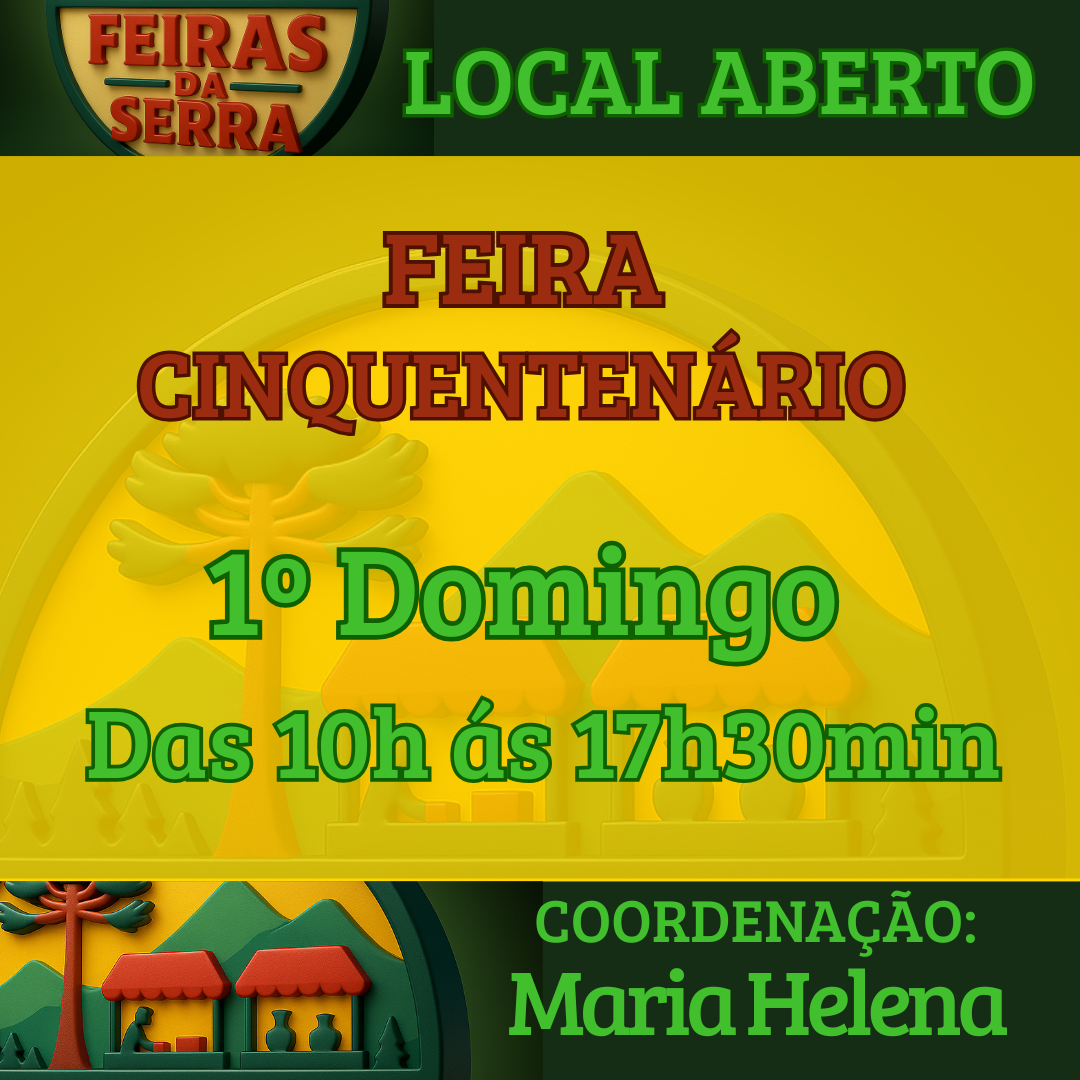 FEIRAS
DA
SERRA
LOCAL ABERTO
FEIRA
CINQUENTENÁRIO
1º Domingo
Das 10h ás 17h30min
COORDENAÇÃO:
Maria Helena